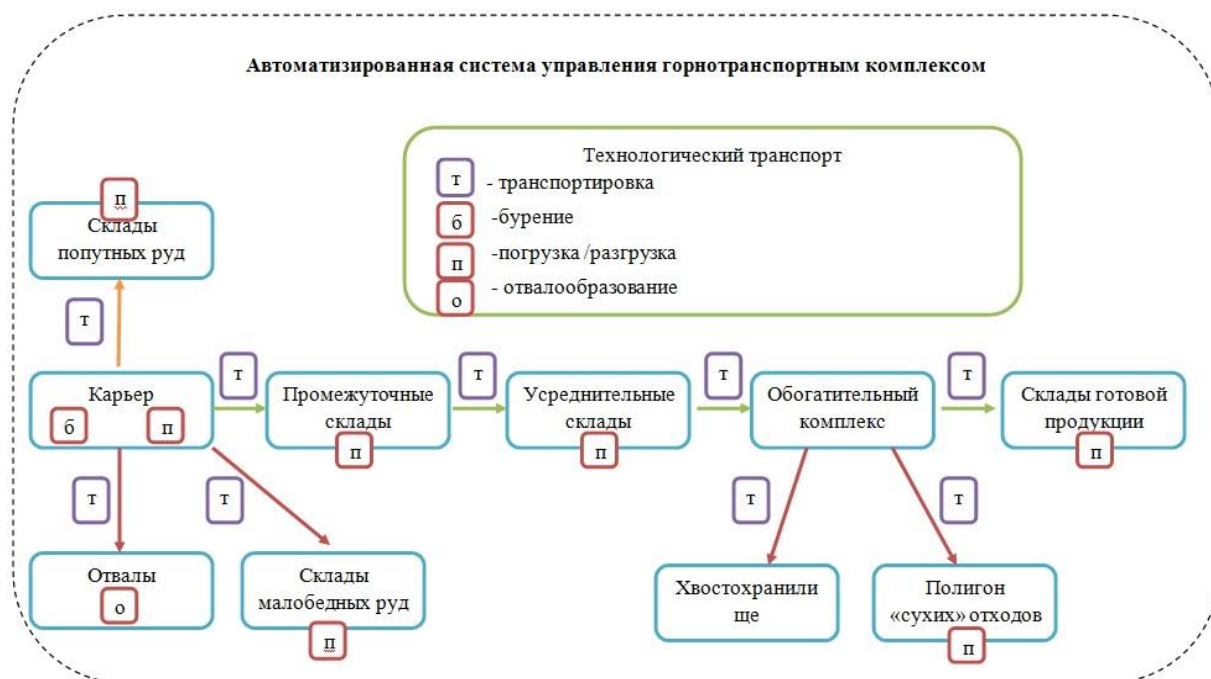 Автоматизированная система управления горнотранспортным комплексом
Технологический транспорт
т - транспортировка
б -бурение
п -погрузка /разгрузка
о - отвалообразование
п
Склады
попутных руд
т
Карьер
б п
т
Промежуточные
склады
п
т
Усреднительные
склады
п
т
Обогатительный
комплекс
т
Склады готовой
продукции
п
т
т
т
т
Отвалы
о
Склады
малобедных руд
п
Хвостохранили
ще
Полигон
«сухих» отходов
п